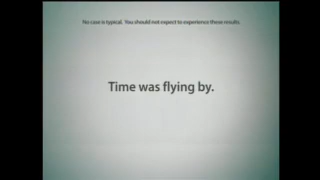 No case is typical. You should not expect to experience these results.
Time was flying by.